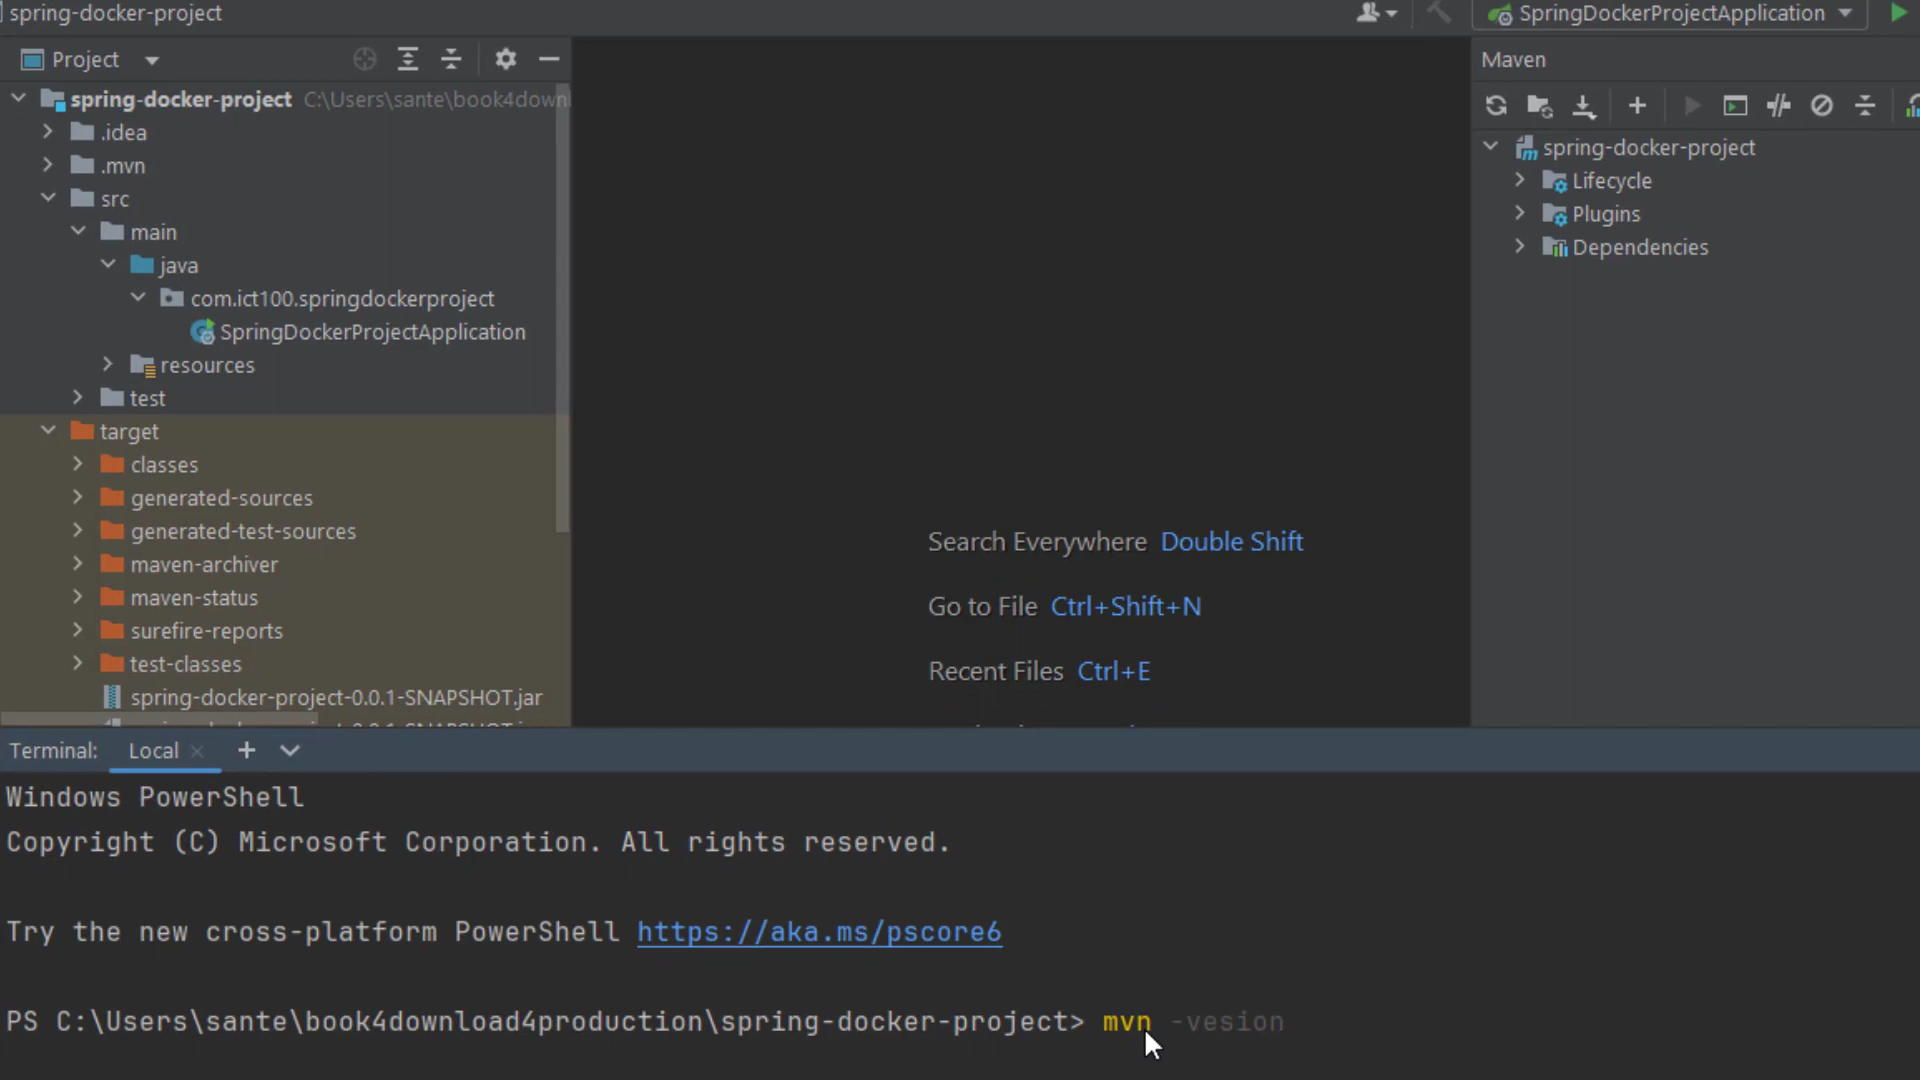 spring-docker-project
SpringDockerProjectApplication
Project
Maven
spring-docker-project C:\Users\sante\book4down
.idea
.mvn
src
main
java
com.ict100.springdockerproject
SpringDockerProjectApplication
resources
test
target
classes
generated-sources
generated-test-sources
maven-archiver
maven-status
surefire-reports
test-classes
spring-docker-project-0.0.1-SNAPSHOT.jar
spring-docker-project
Lifecycle
Plugins
Dependencies
Search Everywhere Double Shift
Go to File Ctrl+Shift+N
Recent Files Ctrl+E
Terminal: Local
Windows PowerShell
Copyright (C) Microsoft Corporation. All rights reserved.
Try the new cross-platform PowerShell https://aka.ms/pscore6
PS C:\Users\sante\book4download4production\spring-docker-project> mvn -vesion